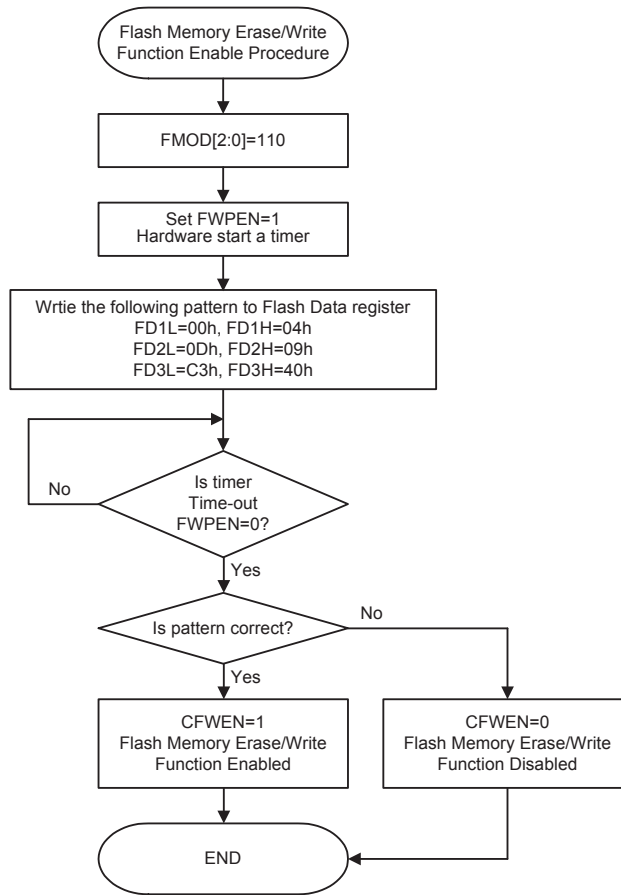 Flash Memory Erase/Write
Function Enable Procedure
FMOD[2:0]=110
Set FWPEN=1
Hardware start a timer
Wrtie the following pattern to Flash Data register
FD1L=00h, FD1H=04h
FD2L=0Dh, FD2H=09h
FD3L=C3h, FD3H=40h
Is timer
Time-out
FWPEN=0?
No
Yes
Is pattern correct?
No
Yes
CFWEN=1
Flash Memory Erase/Write
Function Enabled
CFWEN=0
Flash Memory Erase/Write
Function Disabled
END